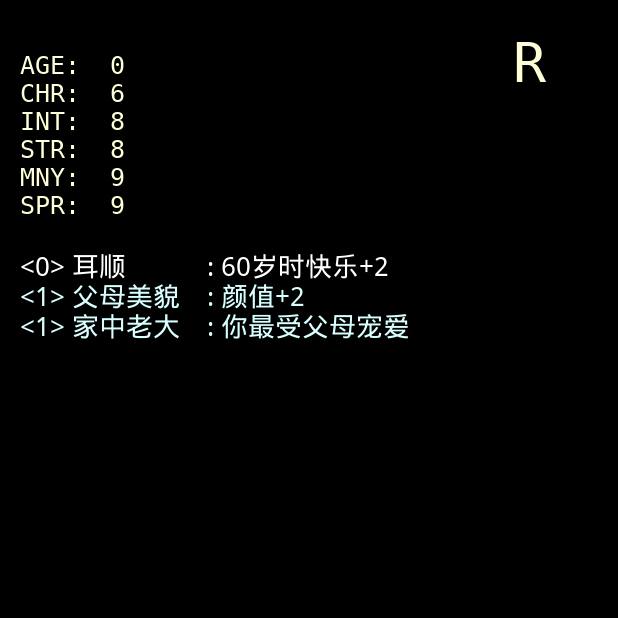 R
AGE: 0
CHR: 6
INT: 8
STR: 8
MNY: 9
SPR: 9
<0> 耳顺 : 60岁时快乐+2
<1> 父母美貌 : 颜值+2
<1> 家中老大 : 你最受父母宠爱